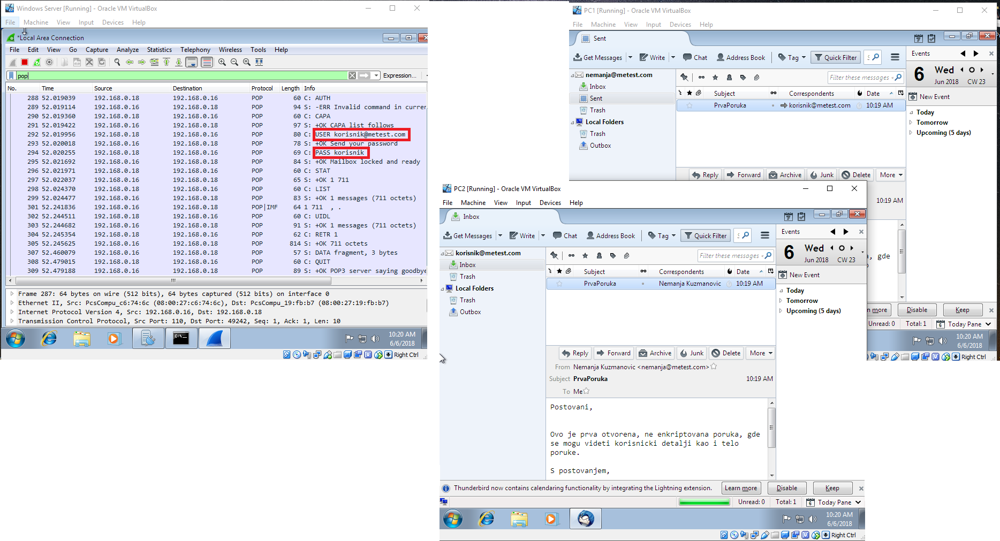 Windows Server [Running] - Oracle VM VirtualBox
File Machine View Input Devices Help
*Local Area Connection
File Edit View Go Capture Analyze Statistics Telephony Wireless Tools Help
pop
Expression...
No. Time Source Destination Protocol Length Info
288 52.019039 192.168.0.18 192.168.0.16 POP 60 C: AUTH
289 52.019114 192.168.0.16 192.168.0.18 POP 94 S: -ERR Invalid command in curren
290 52.019360 192.168.0.18 192.168.0.16 POP 60 C: CAPA
291 52.019422 192.168.0.16 192.168.0.18 POP 97 S: +OK CAPA list follows
292 52.019956 192.168.0.18 192.168.0.16 POP 80 C: USER korisnik@metest.com
293 52.020018 192.168.0.16 192.168.0.18 POP 78 S: +OK Send your password
294 52.020255 192.168.0.18 192.168.0.16 POP 69 C: PASS korisnik
295 52.021692 192.168.0.16 192.168.0.18 POP 84 S: +OK Mailbox locked and ready
296 52.021971 192.168.0.18 192.168.0.16 POP 60 C: STAT
297 52.022037 192.168.0.16 192.168.0.18 POP 65 S: +OK 1 711
298 52.024370 192.168.0.18 192.168.0.16 POP 60 C: LIST
299 52.024477 192.168.0.16 192.168.0.18 POP 83 S: +OK 1 messages (711 octets)
301 52.241836 192.168.0.16 192.168.0.18 POP|IMF 64 1 711 , .
302 52.244511 192.168.0.18 192.168.0.16 POP 60 C: UIDL
303 52.244682 192.168.0.16 192.168.0.18 POP 91 S: +OK 1 messages (711 octets)
304 52.245354 192.168.0.18 192.168.0.16 POP 62 C: RETR 1
305 52.245625 192.168.0.16 192.168.0.18 POP 814 S: +OK 711 octets
307 52.460079 192.168.0.16 192.168.0.18 POP 57 S: DATA fragment, 3 bytes
308 52.479015 192.168.0.18 192.168.0.16 POP 60 C: QUIT
309 52.479188 192.168.0.16 192.168.0.18 POP 89 S: +OK POP3 server saying goodbye
Frame 287: 64 bytes on wire (512 bits), 64 bytes captured (512 bits) on interface 0
Ethernet II, Src: PcsCompu_c6:74:6c (08:00:27:c6:74:6c), Dst: PcsCompu_19:fb:b7 (08:00:27:19:fb:b7)
Internet Protocol Version 4, Src: 192.168.0.16, Dst: 192.168.0.18
Transmission Control Protocol, Src Port: 110, Dst Port: 49242, Seq: 1, Ack: 1, Len: 10
10:20 AM
6/6/2018
Right Ctrl
PC1 [Running] - Oracle VM VirtualBox
File Machine View Input Devices Help
Sent
Get Messages Write Chat Address Book Tag Quick Filter
nemanja@metest.com
Inbox
Sent
Trash
Local Folders
Trash
Outbox
Filter these messages
Subject Correspondents Date
PrvaPoruka korisnik@metest.com 10:19 AM
Reply Forward Archive Junk Delete More
10:19 AM
, gde
Events
6 Wed
Jun 2018 CW 23
New Event
Today
Tomorrow
Upcoming (5 days)
n more Disable Keep
Unread: 0 Total: 1 6 Today Pane
10:20 AM
6/6/2018
Right Ctrl
PC2 [Running] - Oracle VM VirtualBox
File Machine View Input Devices Help
Inbox
Get Messages Write Chat Address Book Tag Quick Filter
korisnik@metest.com
Inbox
Trash
Local Folders
Trash
Outbox
Filter these messages
Subject Correspondents Date
PrvaPoruka Nemanja Kuzmanovic 10:19 AM
Reply Forward Archive Junk Delete More
From Nemanja Kuzmanovic <nemanja@metest.com>
Subject PrvaPoruka 10:19 AM
To Me
Postovani,
Ovo je prva otvorena, ne enkriptovana poruka, gde
se mogu videti korisnicki detalji kao i telo
poruke.
S postovanjem,
Events
6 Wed
Jun 2018 CW 23
New Event
Today
Tomorrow
Upcoming (5 days)
Thunderbird now contains calendaring functionality by integrating the Lightning extension. Learn more Disable Keep
Unread: 0 Total: 1 6 Today Pane
10:20 AM
6/6/2018
Right Ctrl